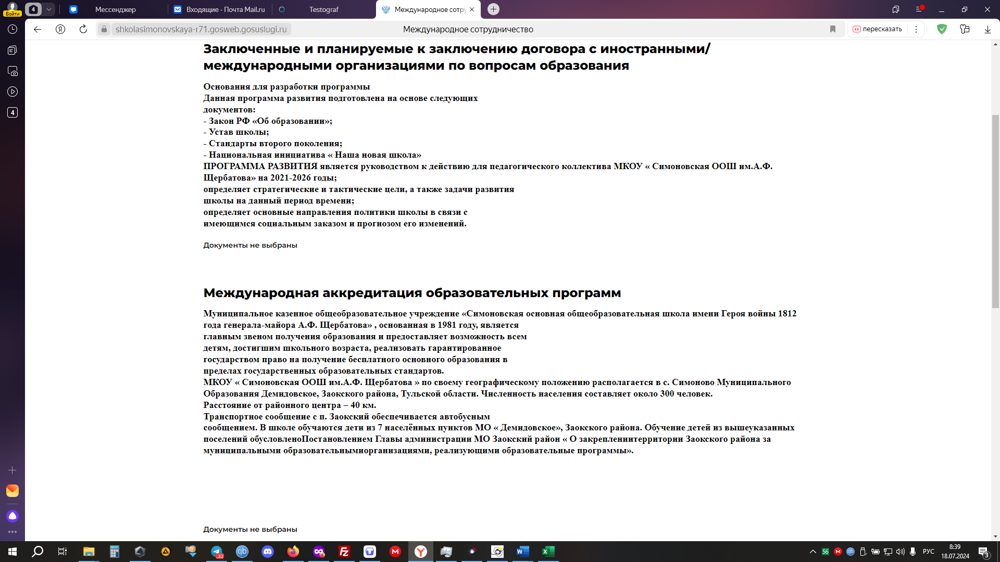 Войти
4
Мессенджер
Входящие - Почта Mail.ru
Testograf
Международное сотру
shkolasimonovskaya-r71.gosweb.gosuslugi.ru
Международное сотрудничество
пересказать
4
Заключенные и планируемые к заключению договора с иностранными/
международными организациями по вопросам образования
Основания для разработки программы
Данная программа развития подготовлена на основе следующих
документов:
- Закон РФ «Об образовании»;
- Устав школы;
- Стандарты второго поколения;
- Национальная инициатива « Наша новая школа»
ПРОГРАММА РАЗВИТИЯ является руководством к действию для педагогического коллектива МКОУ « Симоновская ООШ им.А.Ф.
Щербатова» на 2021-2026 годы;
определяет стратегические и тактические цели, а также задачи развития
школы на данный период времени;
определяет основные направления политики школы в связи с
имеющимся социальным заказом и прогнозом его изменений.
Документы не выбраны
Международная аккредитация образовательных программ
Муниципальное казенное общеобразовательное учреждение «Симоновская основная общеобразовательная школа имени Героя войны 1812
года генерала-майора А.Ф. Щербатова» , основанная в 1981 году, является
главным звеном получения образования и предоставляет возможность всем
детям, достигшим школьного возраста, реализовать гарантированное
государством право на получение бесплатного основного образования в
пределах государственных образовательных стандартов.
МКОУ « Симоновская ООШ им.А.Ф. Щербатова » по своему географическому положению располагается в с. Симоново Муниципального
Образования Демидовское, Заокского района, Тульской области. Численность населения составляет около 300 человек.
Расстояние от районного центра – 40 км.
Транспортное сообщение с п. Заокский обеспечивается автобусным
сообщением. В школе обучаются дети из 7 населённых пунктов МО « Демидовское», Заокского района. Обучение детей из вышеуказанных
поселений обусловленоПостановлением Главы администрации МО Заокский район « О закреплениитерритории Заокского района за
муниципальными образовательнымиорганизациями, реализующими образовательные программы».
Документы не выбраны
32
56
РУС
8:39
18.07.2024
3